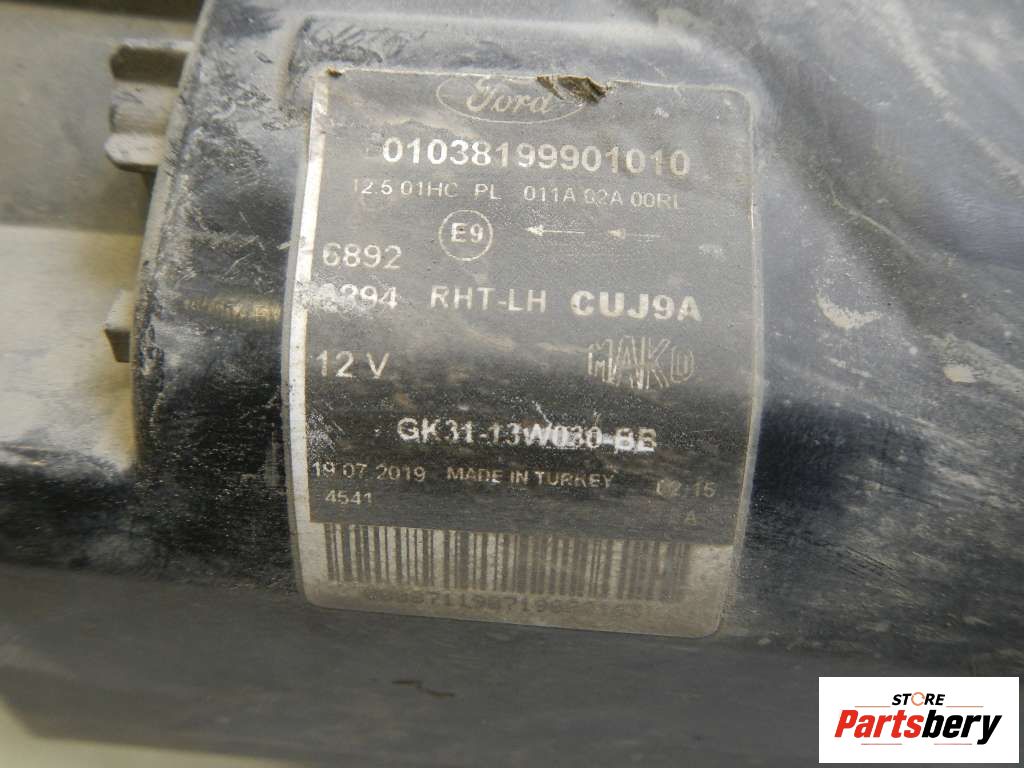 Ford
01038199901010
12.5 01HC PL 011A 02A 00RL
E9
6892
RHT-LH CUJ9A
12 V MAKO
GK31-13W030-BB
19.07.2019 MADE IN TURKEY
4541 A
STORE
Partsbery